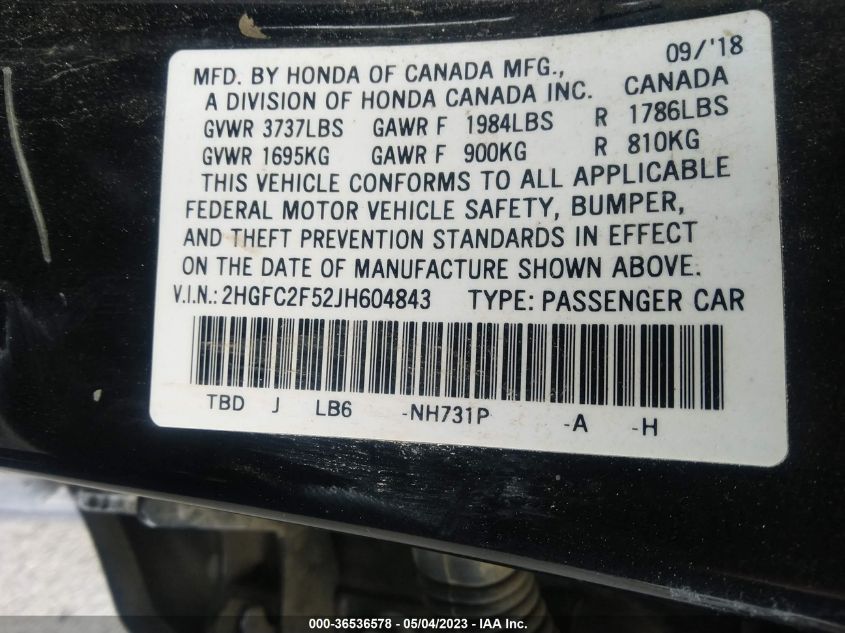 09/'18
MFD. BY HONDA OF CANADA MFG., CANADA
A DIVISION OF HONDA CANADA INC.
GVWR 3737LBS GAWR F 1984LBS R 1786LBS
GVWR 1695KG GAWR F 900KG R 810KG
THIS VEHICLE CONFORMS TO ALL APPLICABLE
FEDERAL MOTOR VEHICLE SAFETY, BUMPER,
AND THEFT PREVENTION STANDARDS IN EFFECT
ON THE DATE OF MANUFACTURE SHOWN ABOVE.
V.I.N.: 2HGFC2F52JH604843 TYPE: PASSENGER CAR
TBD J LB6 -NH731P -A -H
000-36536578 - 05/04/2023 - IAA Inc.